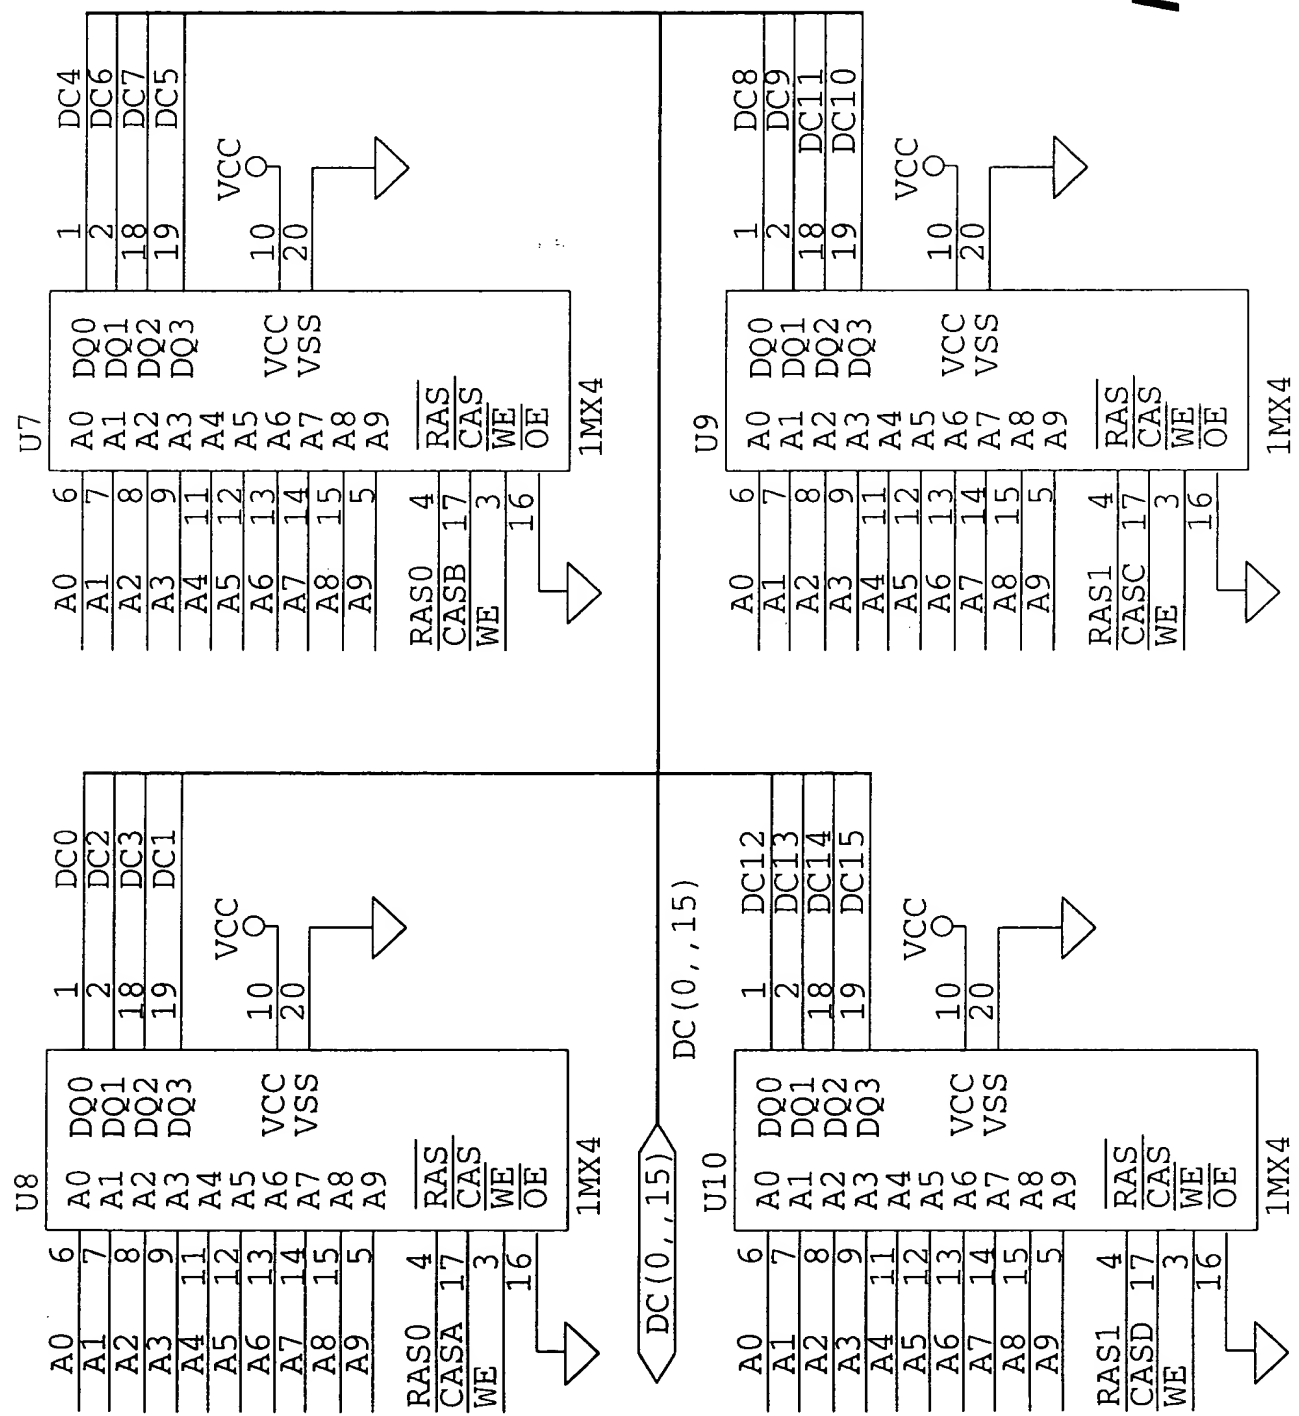 U8
A0 6 A0 DQ0 1 DC0
A1 7 A1 DQ1 2 DC2
A2 8 A2 DQ2 18 DC3
A3 9 A3 DQ3 19 DC1
A4 11 A4
A5 12 A5 VCC
A6 13 A6 VCC 10
A7 14 A7 VSS 20
A8 15 A8
A9 5 A9
RAS0 4 RAS
CASA 17 CAS
WE 3 WE
16 OE
1MX4
U7
A0 6 A0 DQ0 1 DC4
A1 7 A1 DQ1 2 DC6
A2 8 A2 DQ2 18 DC7
A3 9 A3 DQ3 19 DC5
A4 11 A4
A5 12 A5 VCC
A6 13 A6 VCC 10
A7 14 A7 VSS 20
A8 15 A8
A9 5 A9
RAS0 4 RAS
CASB 17 CAS
WE 3 WE
16 OE
1MX4
DC(0,,15)
DC(0,,15)
U10
A0 6 A0 DQ0 1 DC12
A1 7 A1 DQ1 2 DC13
A2 8 A2 DQ2 18 DC14
A3 9 A3 DQ3 19 DC15
A4 11 A4
A5 12 A5 VCC
A6 13 A6 VCC 10
A7 14 A7 VSS 20
A8 15 A8
A9 5 A9
RAS1 4 RAS
CASD 17 CAS
WE 3 WE
16 OE
1MX4
U9
A0 6 A0 DQ0 1 DC8
A1 7 A1 DQ1 2 DC9
A2 8 A2 DQ2 18 DC11
A3 9 A3 DQ3 19 DC10
A4 11 A4
A5 12 A5 VCC
A6 13 A6 VCC 10
A7 14 A7 VSS 20
A8 15 A8
A9 5 A9
RAS1 4 RAS
CASC 17 CAS
WE 3 WE
16 OE
1MX4